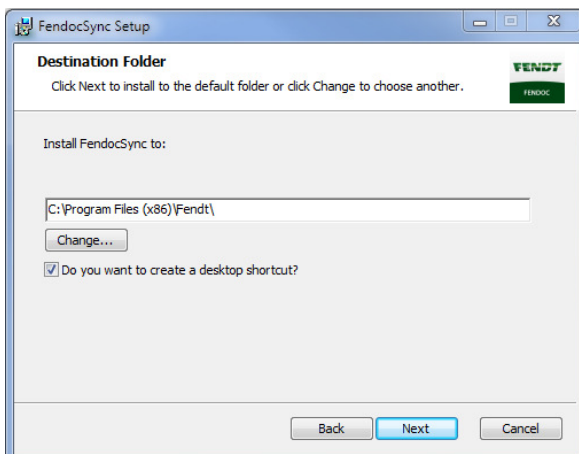 FendocSync Setup
Destination Folder
Click Next to install to the default folder or click Change to choose another.
FENDT
FENDOC
Install FendocSync to:
C:\Program Files (x86)\Fendt\
Change...
Do you want to create a desktop shortcut?
Back
Next
Cancel